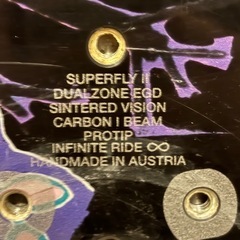 SUPERFLY II
DUALZONE EGD
SINTERED VISION
CARBON I BEAM
PROTIP
INFINITE RIDE ∞
HANDMADE IN AUSTRIA